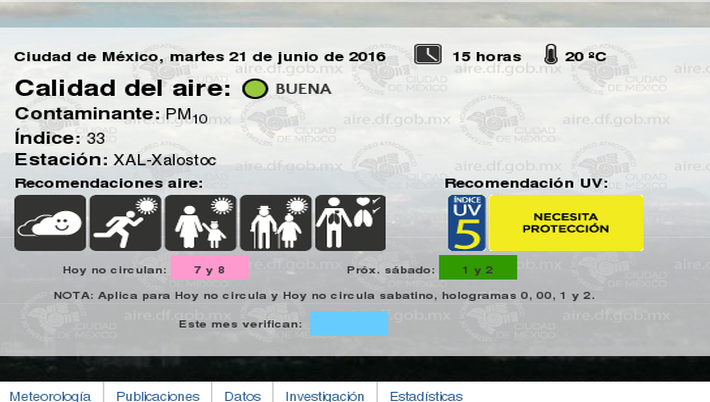 Ciudad de México, martes 21 de junio de 2016 15 horas 20 ºC
Calidad del aire: BUENA
Contaminante: PM10
Índice: 33
Estación: XAL-Xalostoc
Recomendaciones aire: Recomendación UV:
ÍNDICE
UV
5
NECESITA
PROTECCIÓN
Hoy no circulan: 7 y 8 Próx. sábado: 1 y 2
NOTA: Aplica para Hoy no circula y Hoy no circula sabatino, hologramas 0, 00, 1 y 2.
Este mes verifican:
Meteorología Publicaciones Datos Investigación Estadísticas
aire.df.gob.mx
CIUDAD
DE MÉXICO